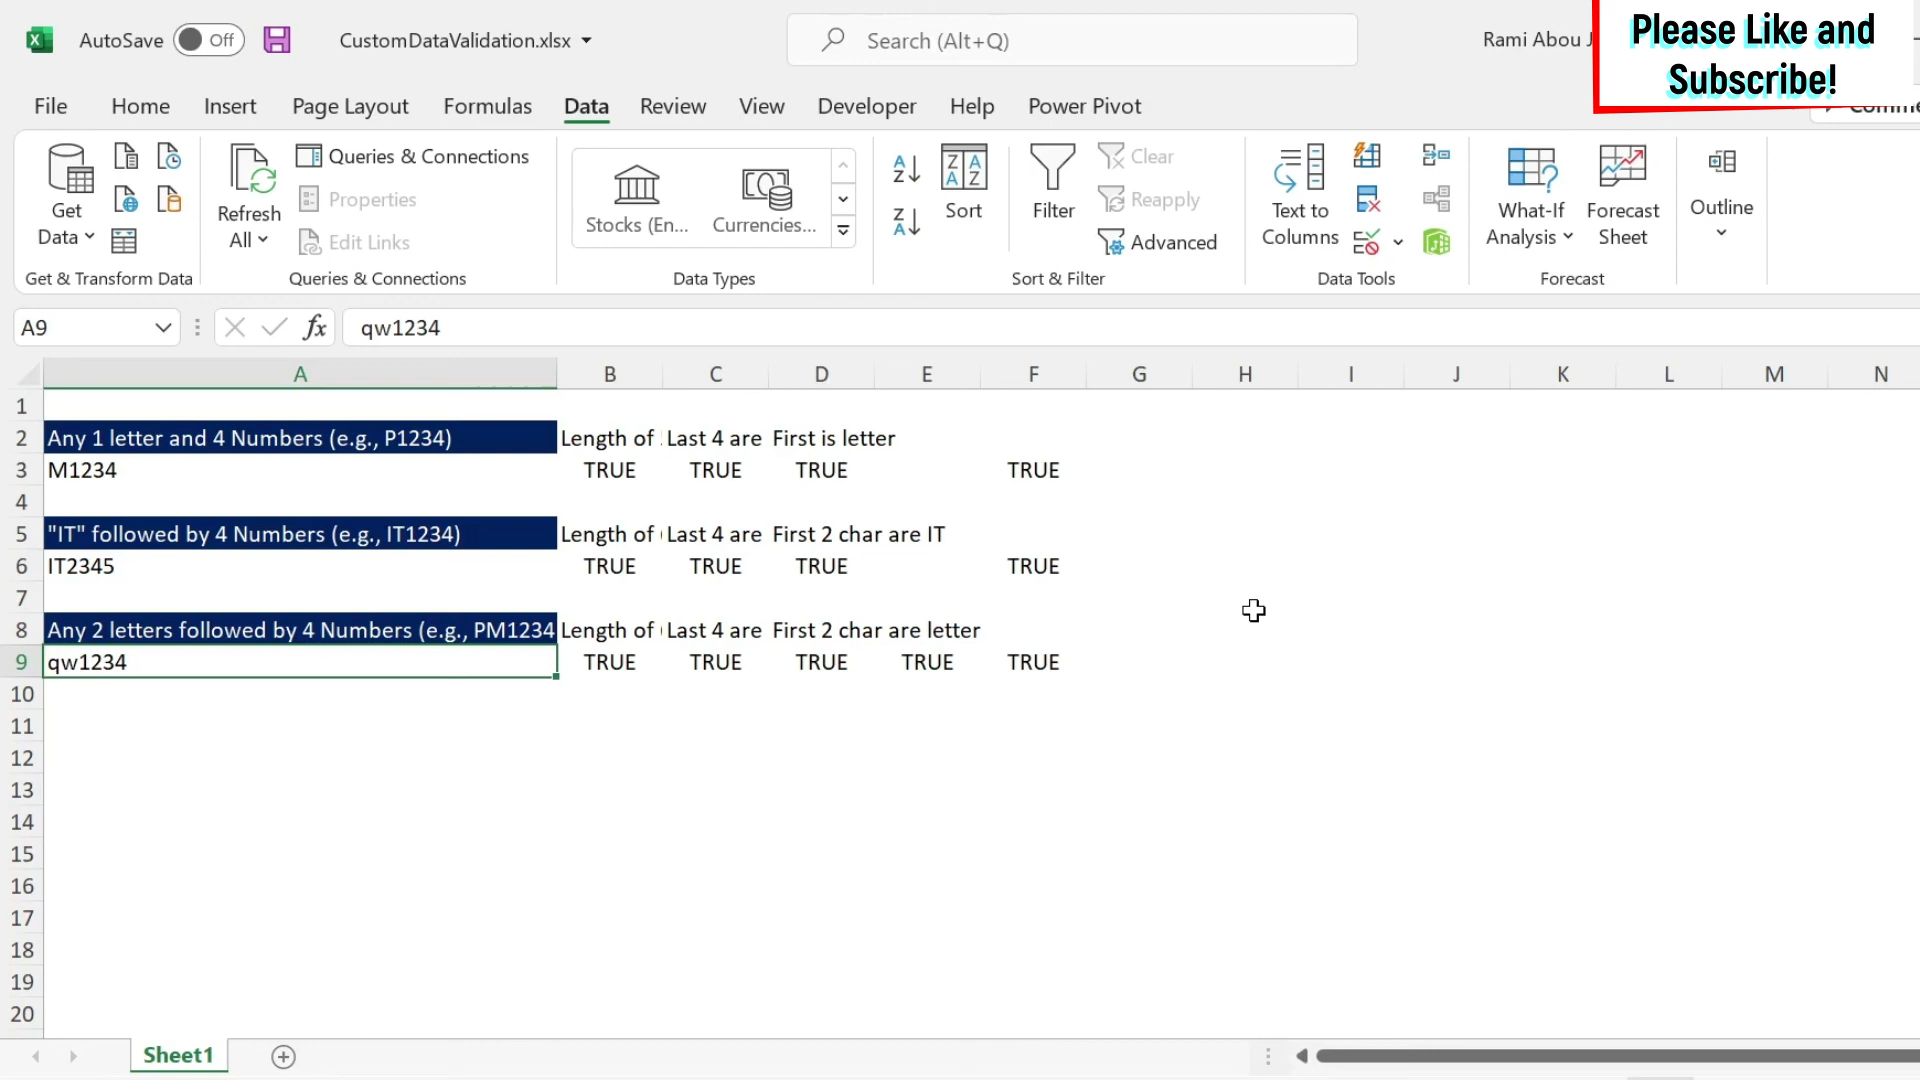 AutoSave Off CustomDataValidation.xlsx Search (Alt+Q) Rami Abou
Please Like and
Subscribe!
File Home Insert Page Layout Formulas Data Review View Developer Help Power Pivot
Get
Data
Refresh
All
Queries & Connections
Properties
Edit Links
Stocks (En... Currencies...
Sort
Filter
Clear
Reapply
Advanced
Text to
Columns
What-If
Analysis
Forecast
Sheet
Outline
Get & Transform Data Queries & Connections Data Types Sort & Filter Data Tools Forecast
A9 fx qw1234
A B C D E F G H I J K L M N
1
2 Any 1 letter and 4 Numbers (e.g., P1234) Length of Last 4 are First is letter
3 M1234 TRUE TRUE TRUE TRUE
4
5 "IT" followed by 4 Numbers (e.g., IT1234) Length of Last 4 are First 2 char are IT
6 IT2345 TRUE TRUE TRUE TRUE
7
8 Any 2 letters followed by 4 Numbers (e.g., PM1234 Length of Last 4 are First 2 char are letter
9 qw1234 TRUE TRUE TRUE TRUE TRUE
10
11
12
13
14
15
16
17
18
19
20
Sheet1